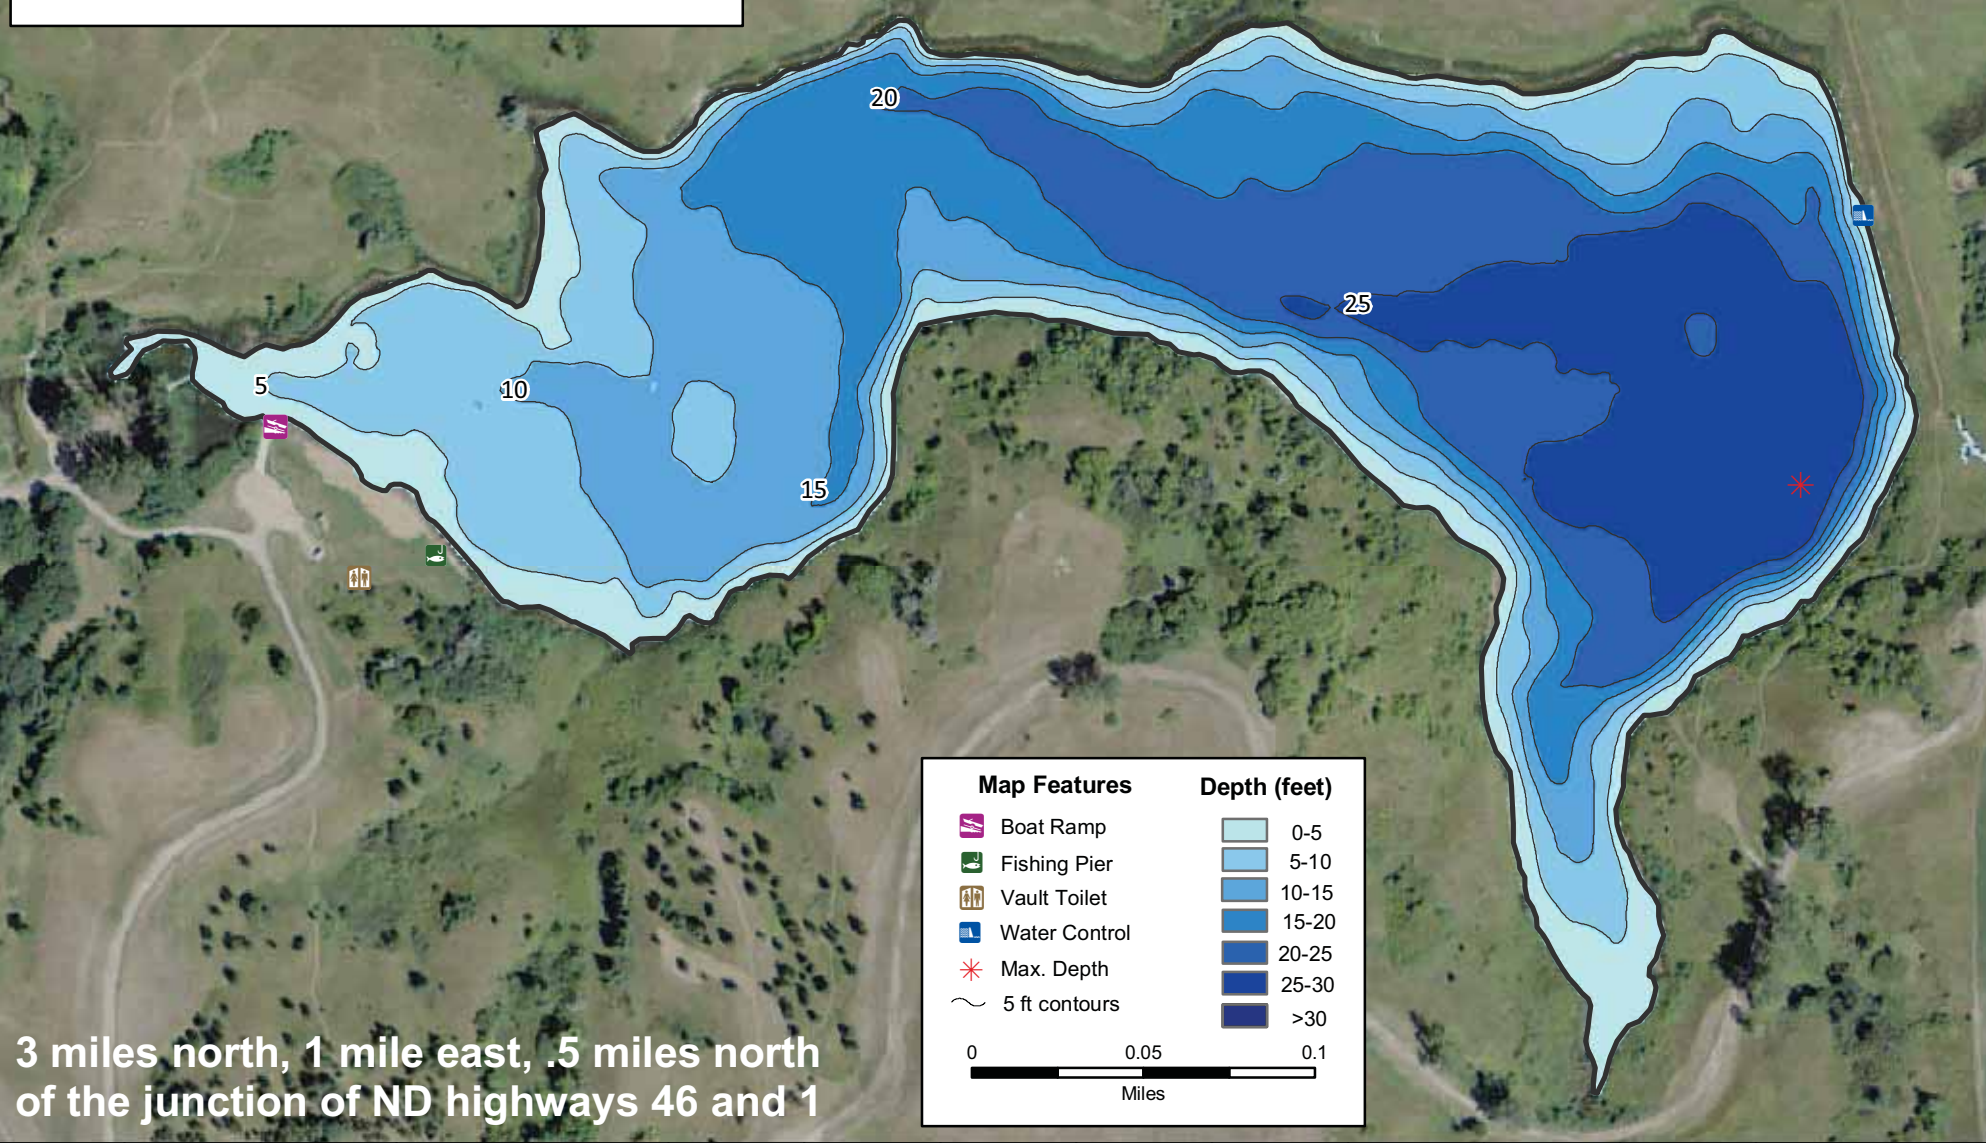 20
25
5
10
15
Map Features
Boat Ramp
Fishing Pier
Vault Toilet
Water Control
Max. Depth
5 ft contours
Depth (feet)
0-5
5-10
10-15
15-20
20-25
25-30
>30
0 0.05 0.1
Miles
3 miles north, 1 mile east, .5 miles north
of the junction of ND highways 46 and 1